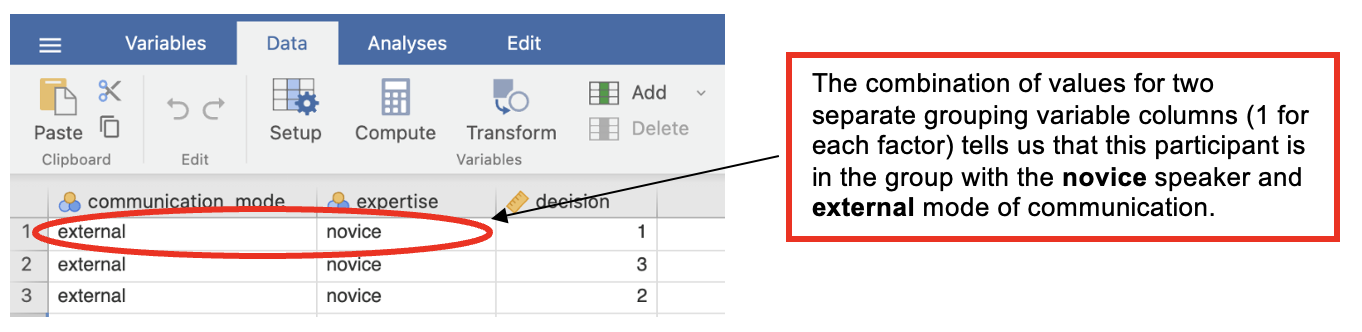 Variables Data Analyses Edit
Paste Setup Compute Transform Add
Delete
Clipboard Edit Variables
communication_mode expertise decision
1 external novice 1
2 external novice 3
3 external novice 2
The combination of values for two
separate grouping variable columns (1 for
each factor) tells us that this participant is
in the group with the novice speaker and
external mode of communication.